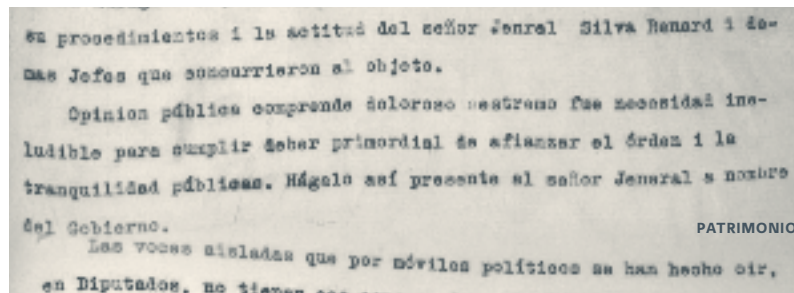 en procedimientos i la actitud del señor Jenral Silva Renard i de-
mas Jefes que concurrieron al objeto.
Opinion pública comprende doloroso estremo fue necesidad ine-
ludible para cumplir deber primordial de afianzar el órden i la
tranquilidad públicas. Hágalo así presente al señor Jeneral a nombre
del Gobierno.
PATRIMONIO
Las voces aisladas que por móviles políticos se han hecho oir,
en Diputados, no tienen